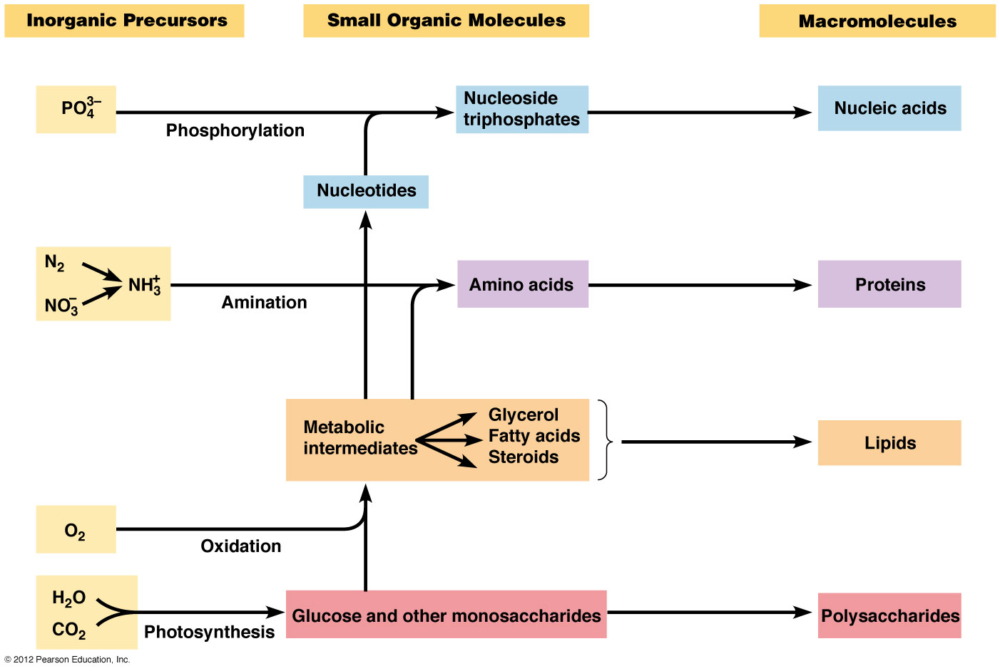 Inorganic Precursors
Small Organic Molecules
Macromolecules
PO₄³⁻
Phosphorylation
Nucleoside
triphosphates
Nucleic acids
Nucleotides
N₂
NO₃⁻
NH₃⁺
Amination
Amino acids
Proteins
Metabolic
intermediates
Glycerol
Fatty acids
Steroids
Lipids
O₂
Oxidation
H₂O
CO₂
Photosynthesis
Glucose and other monosaccharides
Polysaccharides
© 2012 Pearson Education, Inc.